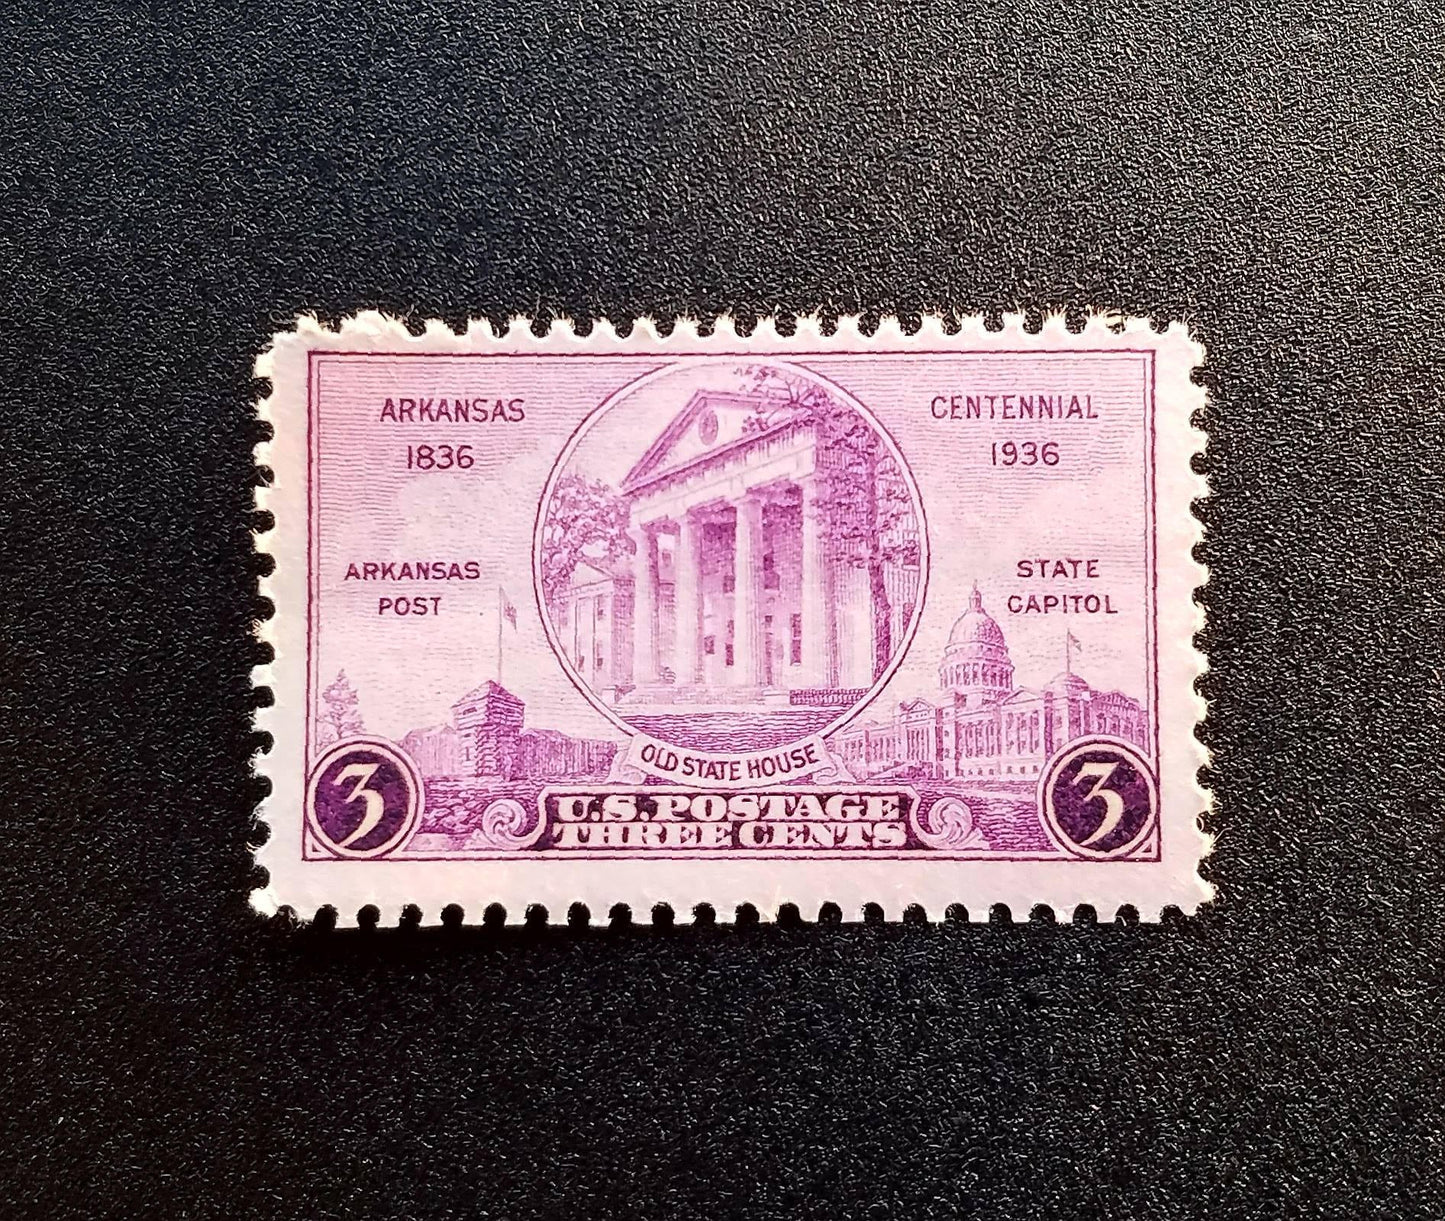 ARKANSAS
1836
CENTENNIAL
1936
ARKANSAS
POST
STATE
CAPITOL
OLD STATE HOUSE
3
U.S. POSTAGE
THREE CENTS
3